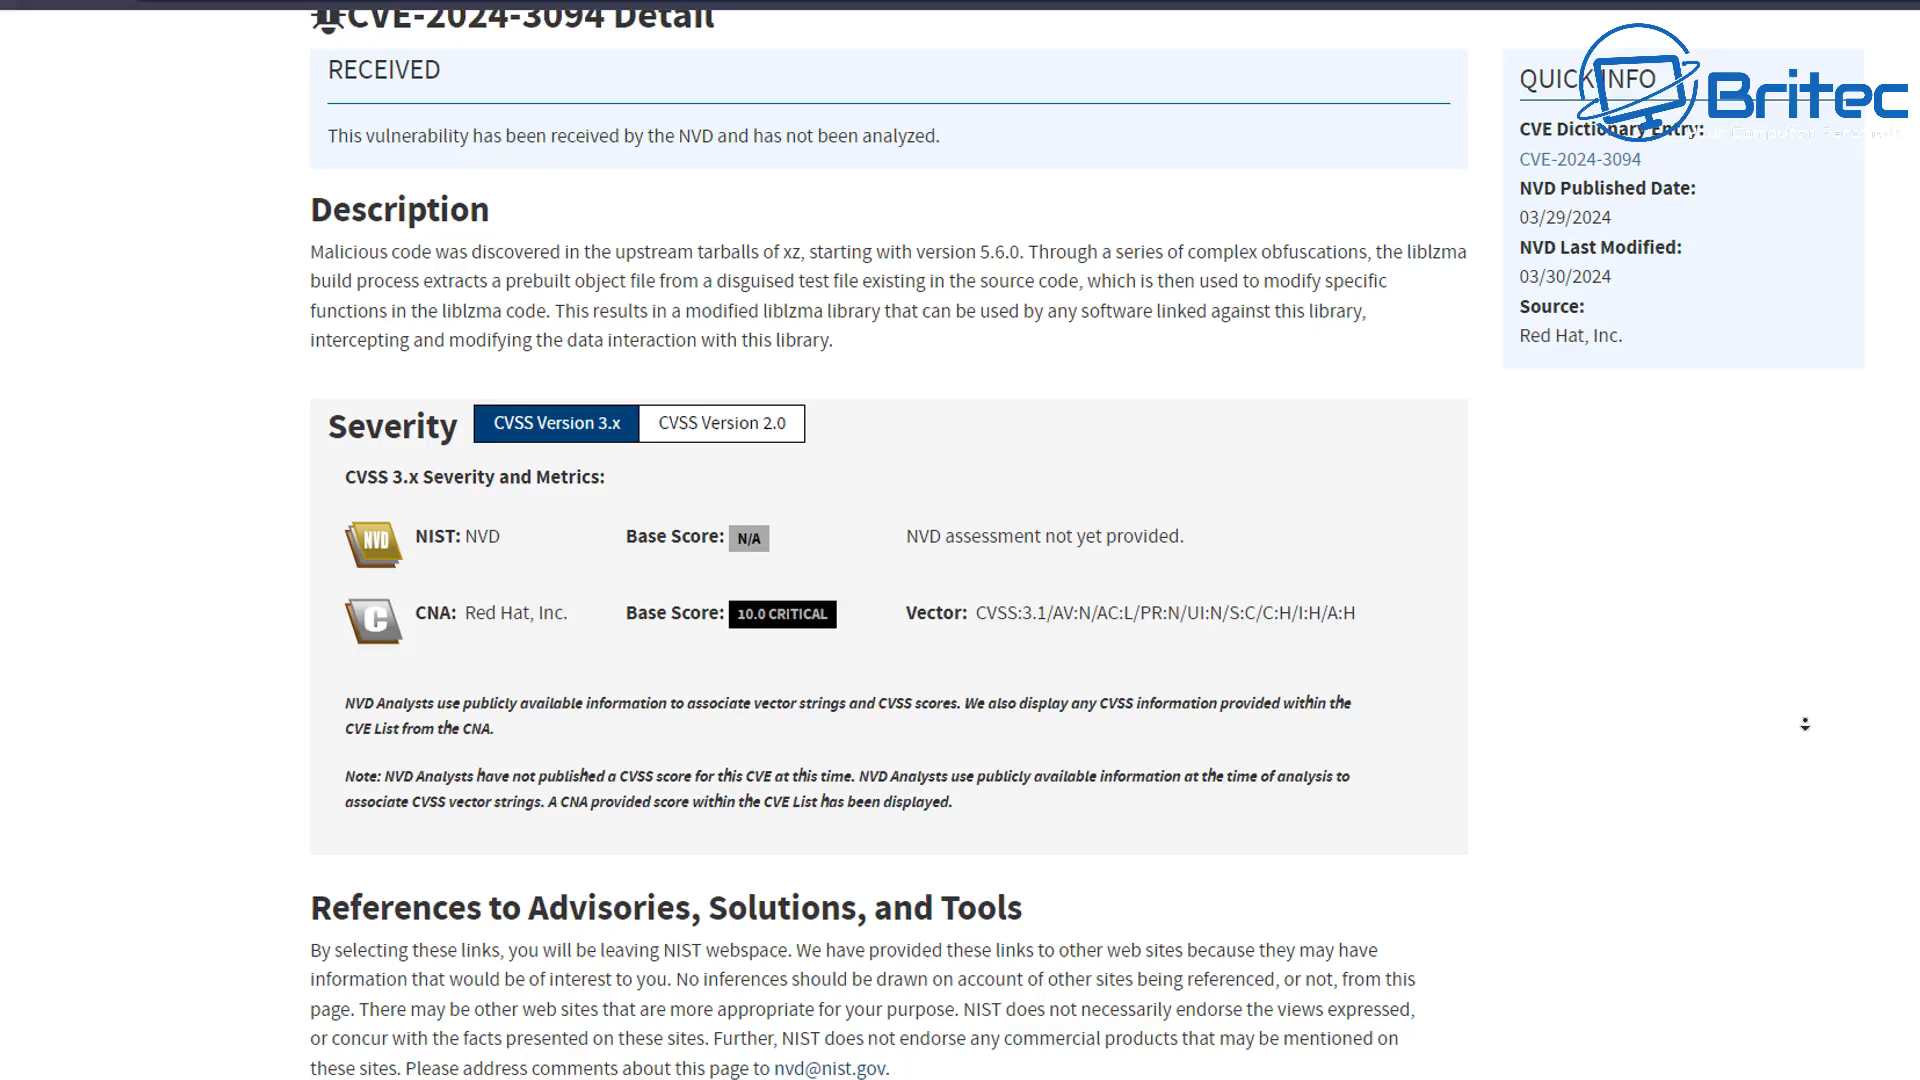 CVE-2024-3094 Detail
RECEIVED
This vulnerability has been received by the NVD and has not been analyzed.
Description
Malicious code was discovered in the upstream tarballs of xz, starting with version 5.6.0. Through a series of complex obfuscations, the liblzma
build process extracts a prebuilt object file from a disguised test file existing in the source code, which is then used to modify specific
functions in the liblzma code. This results in a modified liblzma library that can be used by any software linked against this library,
intercepting and modifying the data interaction with this library.
QUICK INFO
Britec
CVE Dictionary Entry:
CVE-2024-3094
NVD Published Date:
03/29/2024
NVD Last Modified:
03/30/2024
Source:
Red Hat, Inc.
Severity CVSS Version 3.x CVSS Version 2.0
CVSS 3.x Severity and Metrics:
NVD NIST: NVD Base Score: N/A NVD assessment not yet provided.
C CNA: Red Hat, Inc. Base Score: 10.0 CRITICAL Vector: CVSS:3.1/AV:N/AC:L/PR:N/UI:N/S:C/C:H/I:H/A:H
NVD Analysts use publicly available information to associate vector strings and CVSS scores. We also display any CVSS information provided within the
CVE List from the CNA.
Note: NVD Analysts have not published a CVSS score for this CVE at this time. NVD Analysts use publicly available information at the time of analysis to
associate CVSS vector strings. A CNA provided score within the CVE List has been displayed.
References to Advisories, Solutions, and Tools
By selecting these links, you will be leaving NIST webspace. We have provided these links to other web sites because they may have
information that would be of interest to you. No inferences should be drawn on account of other sites being referenced, or not, from this
page. There may be other web sites that are more appropriate for your purpose. NIST does not necessarily endorse the views expressed,
or concur with the facts presented on these sites. Further, NIST does not endorse any commercial products that may be mentioned on
these sites. Please address comments about this page to nvd@nist.gov.